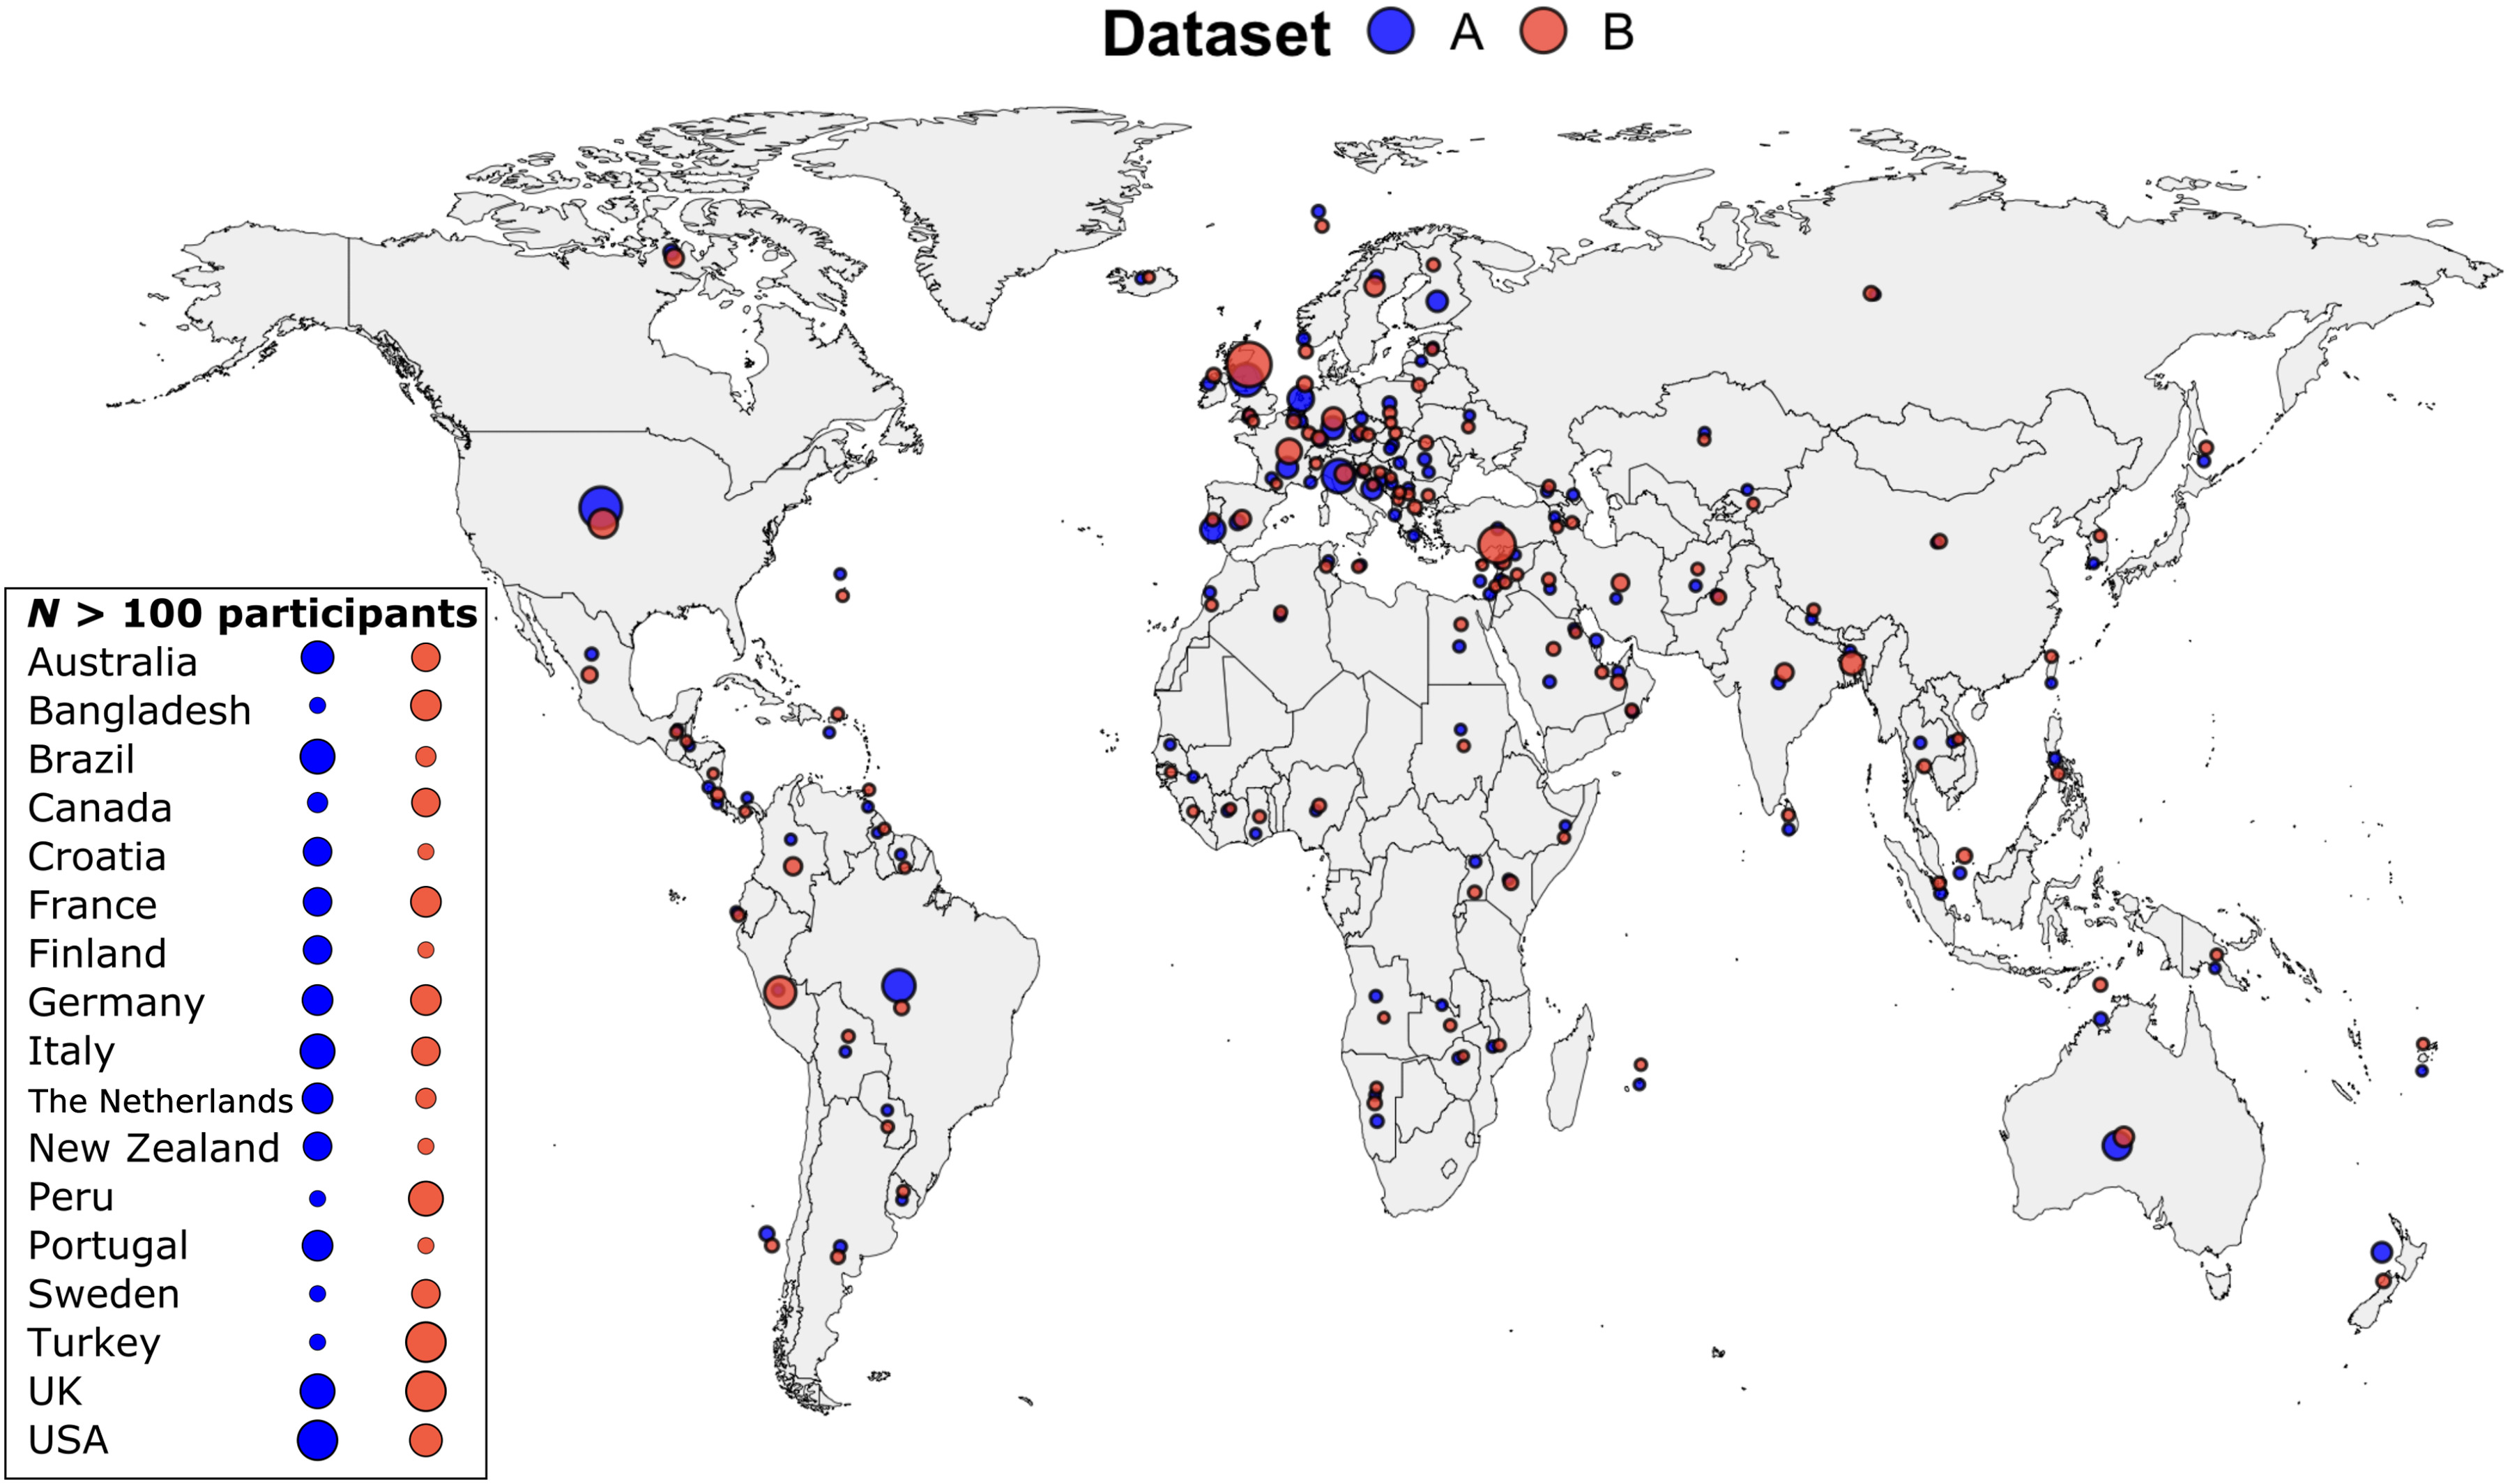 Dataset A B
N > 100 participants
Australia
Bangladesh
Brazil
Canada
Croatia
France
Finland
Germany
Italy
The Netherlands
New Zealand
Peru
Portugal
Sweden
Turkey
UK
USA